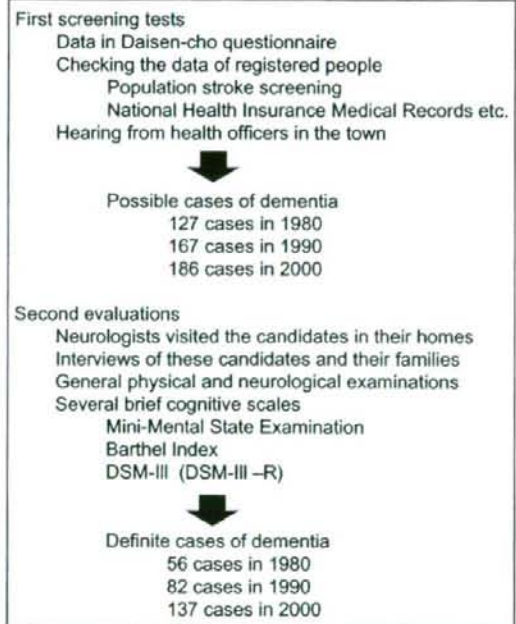 First screening tests
Data in Daisen-cho questionnaire
Checking the data of registered people
Population stroke screening
National Health Insurance Medical Records etc.
Hearing from health officers in the town
Possible cases of dementia
127 cases in 1980
167 cases in 1990
186 cases in 2000
Second evaluations
Neurologists visited the candidates in their homes
Interviews of these candidates and their families
General physical and neurological examinations
Several brief cognitive scales
Mini-Mental State Examination
Barthel Index
DSM-III (DSM-III –R)
Definite cases of dementia
56 cases in 1980
82 cases in 1990
137 cases in 2000